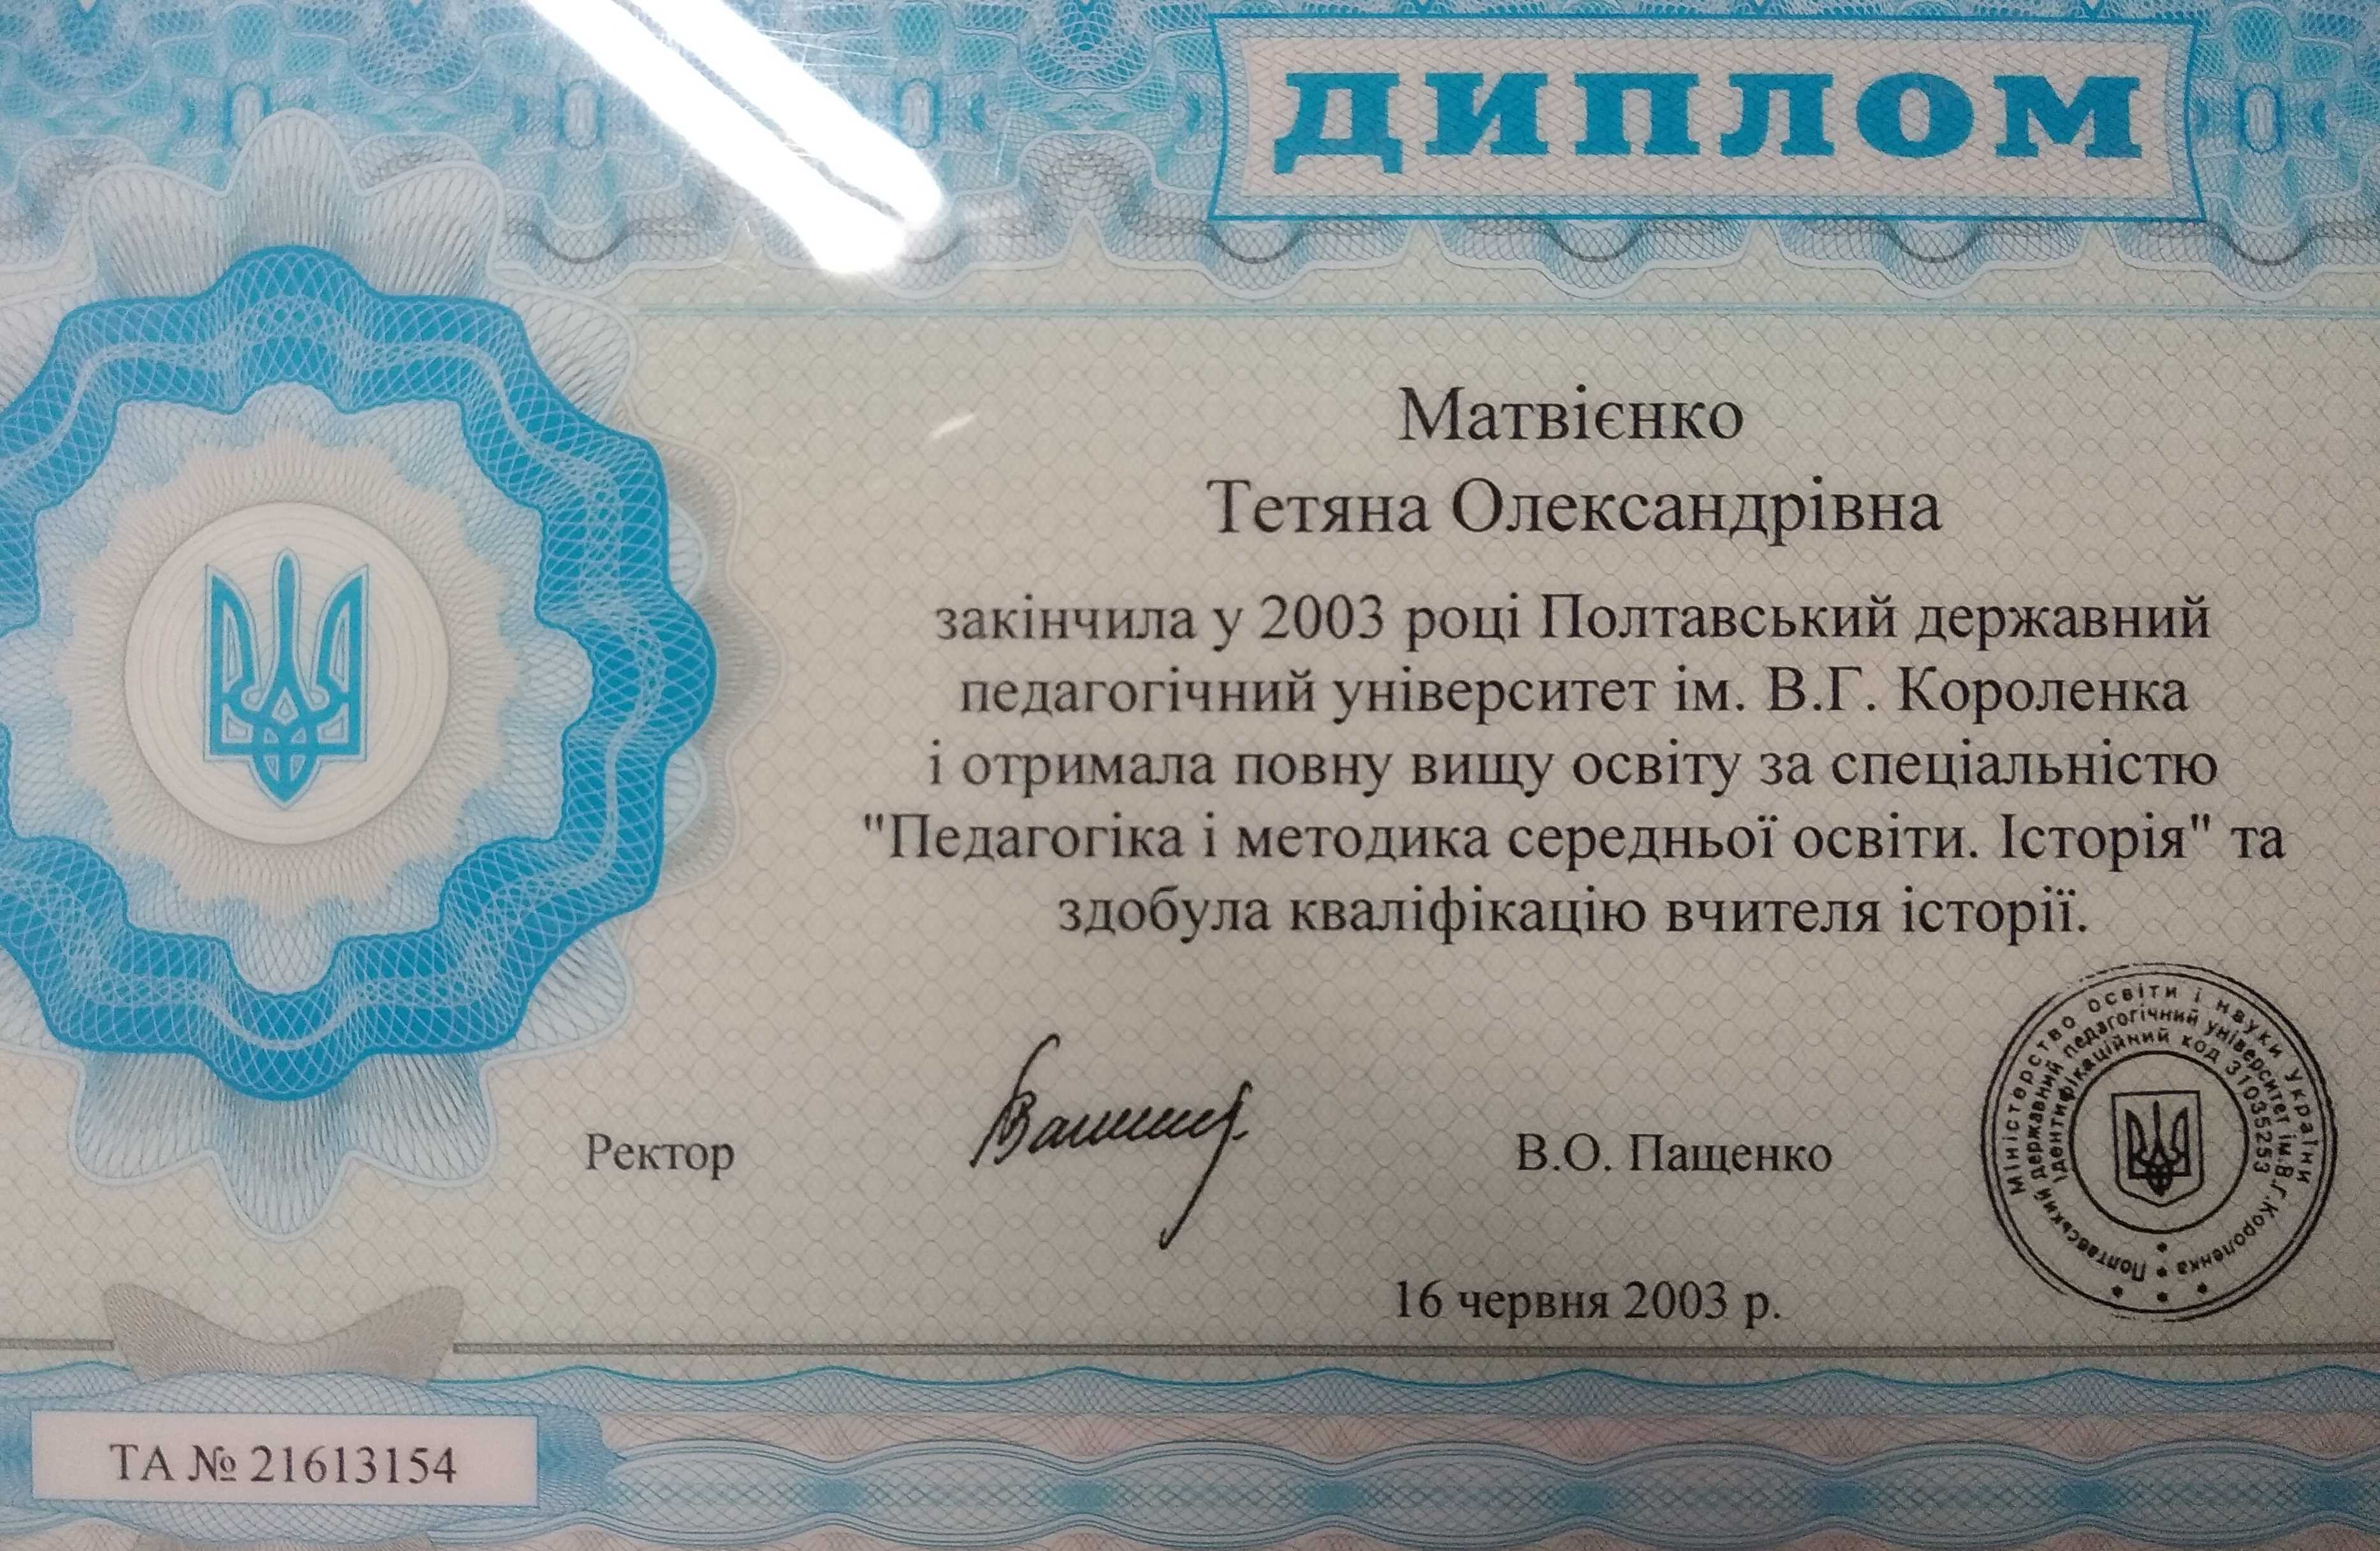 ДИПЛОМ
Матвієнко
Тетяна Олександрівна
закінчила у 2003 році Полтавський державний
педагогічний університет ім. В.Г. Короленка
і отримала повну вищу освіту за спеціальністю
"Педагогіка і методика середньої освіти. Історія" та
здобула кваліфікацію вчителя історії.
Ректор
В.О. Пащенко
Міністерство освіти і науки України
Полтавський державний педагогічний університет ім.В.Г.Короленка
Ідентифікаційний код 31035253
16 червня 2003 р.
ТА № 21613154